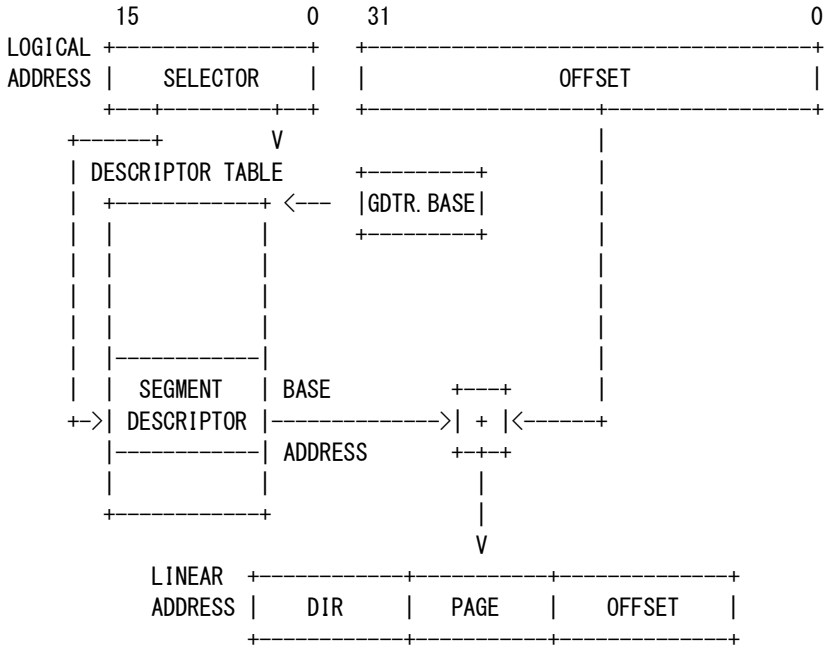 15 0 31 0
LOGICAL
ADDRESS SELECTOR OFFSET
V
DESCRIPTOR TABLE
GDTR.BASE
SEGMENT BASE
DESCRIPTOR +
ADDRESS
V
LINEAR
ADDRESS DIR PAGE OFFSET